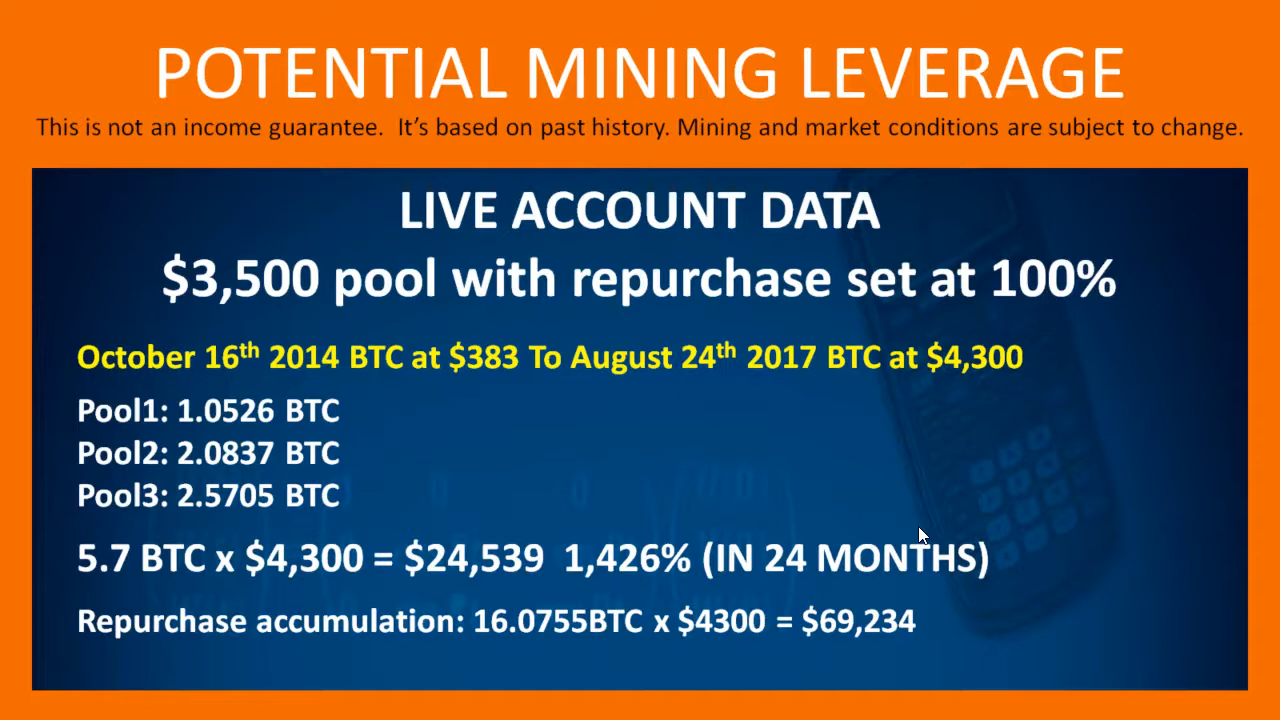 POTENTIAL MINING LEVERAGE
This is not an income guarantee. It's based on past history. Mining and market conditions are subject to change.
LIVE ACCOUNT DATA
$3,500 pool with repurchase set at 100%
October 16th 2014 BTC at $383 To August 24th 2017 BTC at $4,300
Pool1: 1.0526 BTC
Pool2: 2.0837 BTC
Pool3: 2.5705 BTC
5.7 BTC x $4,300 = $24,539 1,426% (IN 24 MONTHS)
Repurchase accumulation: 16.0755BTC x $4300 = $69,234